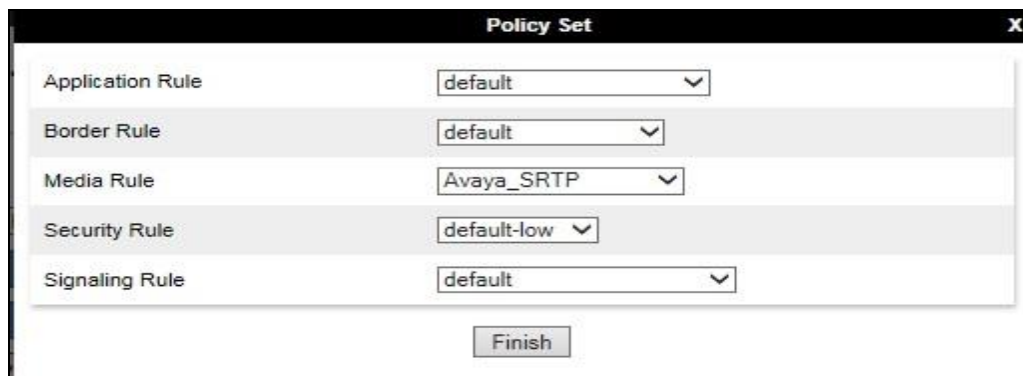 Policy Set X
Application Rule default
Border Rule default
Media Rule Avaya_SRTP
Security Rule default-low
Signaling Rule default
Finish